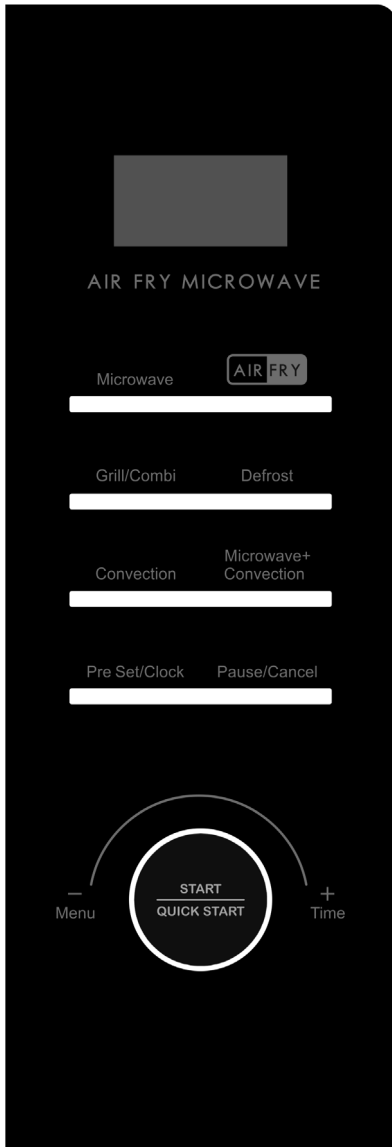 AIR FRY MICROWAVE
Microwave
AIR FRY
Grill/Combi
Defrost
Convection
Microwave+
Convection
Pre Set/Clock
Pause/Cancel
START
QUICK START
− Menu
+ Time